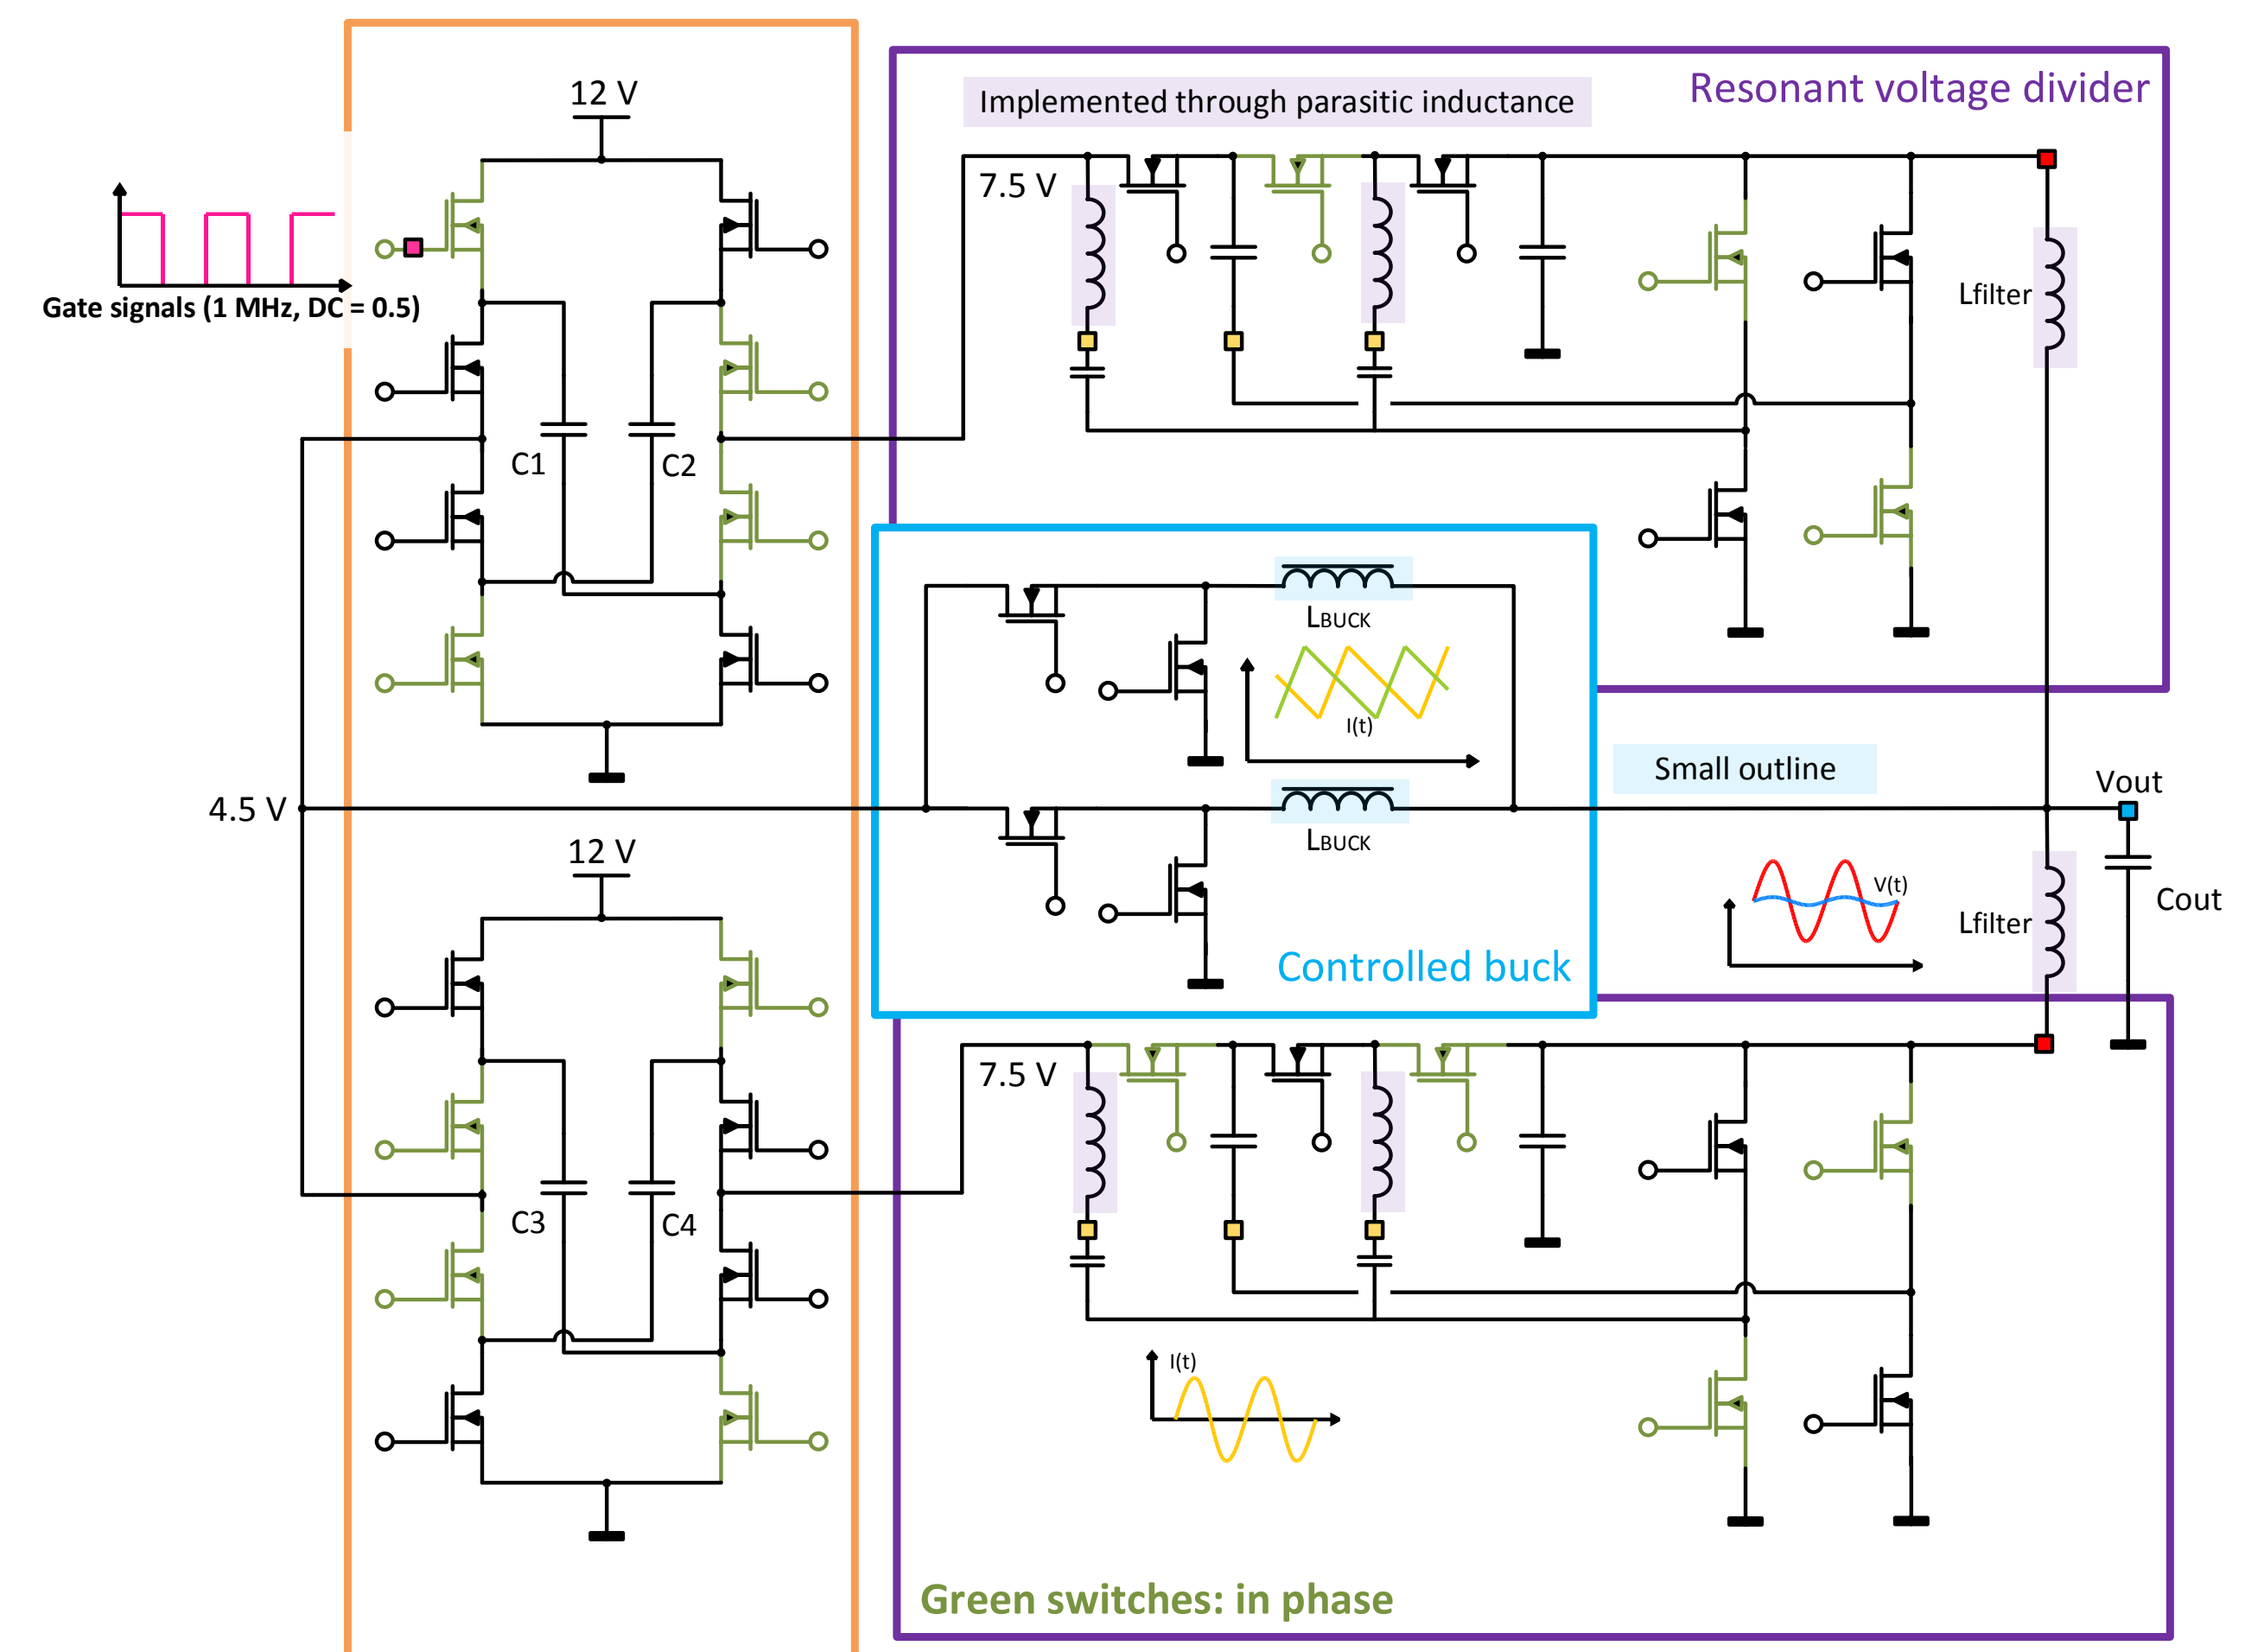 12 V
Resonant voltage divider
Implemented through parasitic inductance
7.5 V
Lfilter
Gate signals (1 MHz, DC = 0.5)
C1
C2
LBUCK
I(t)
Small outline
Vout
4.5 V
12 V
LBUCK
V(t)
Cout
Lfilter
Controlled buck
7.5 V
C3
C4
I(t)
Green switches: in phase